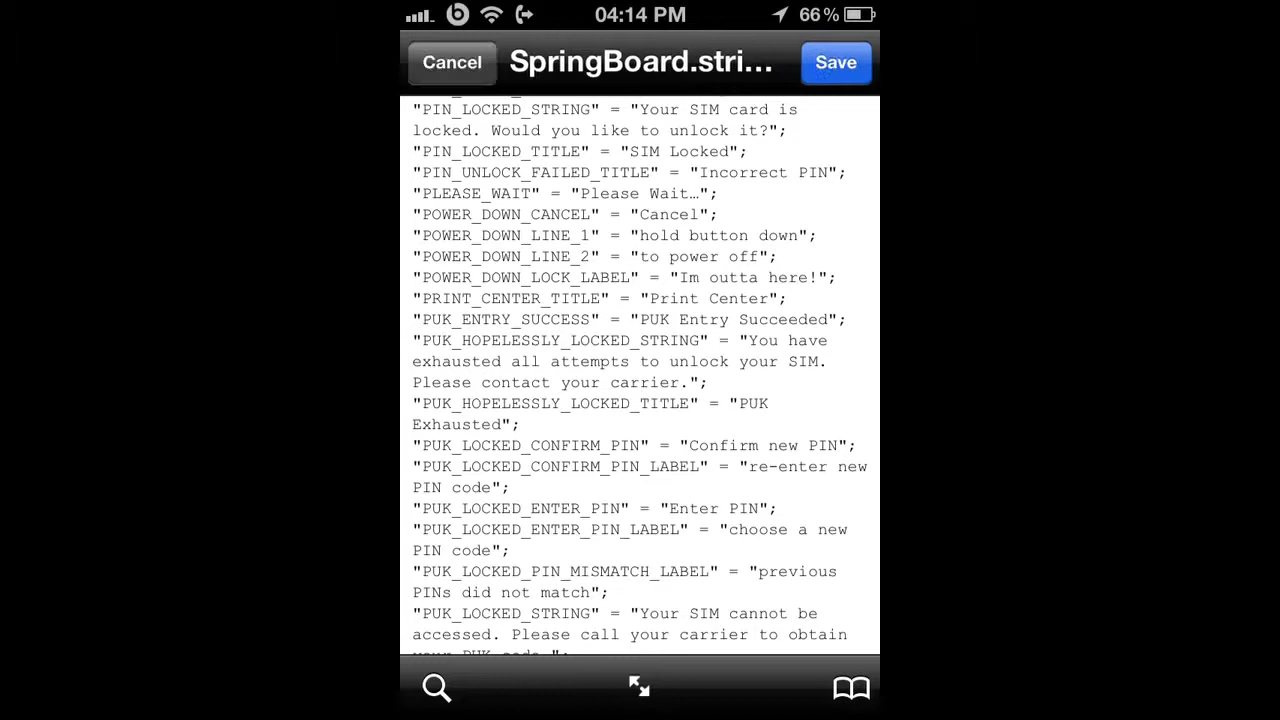 04:14 PM
66%
Cancel
SpringBoard.stri...
Save
"PIN_LOCKED_STRING" = "Your SIM card is
locked. Would you like to unlock it?";
"PIN_LOCKED_TITLE" = "SIM Locked";
"PIN_UNLOCK_FAILED_TITLE" = "Incorrect PIN";
"PLEASE_WAIT" = "Please Wait…";
"POWER_DOWN_CANCEL" = "Cancel";
"POWER_DOWN_LINE_1" = "hold button down";
"POWER_DOWN_LINE_2" = "to power off";
"POWER_DOWN_LOCK_LABEL" = "Im outta here!";
"PRINT_CENTER_TITLE" = "Print Center";
"PUK_ENTRY_SUCCESS" = "PUK Entry Succeeded";
"PUK_HOPELESSLY_LOCKED_STRING" = "You have
exhausted all attempts to unlock your SIM.
Please contact your carrier.";
"PUK_HOPELESSLY_LOCKED_TITLE" = "PUK
Exhausted";
"PUK_LOCKED_CONFIRM_PIN" = "Confirm new PIN";
"PUK_LOCKED_CONFIRM_PIN_LABEL" = "re-enter new
PIN code";
"PUK_LOCKED_ENTER_PIN" = "Enter PIN";
"PUK_LOCKED_ENTER_PIN_LABEL" = "choose a new
PIN code";
"PUK_LOCKED_PIN_MISMATCH_LABEL" = "previous
PINs did not match";
"PUK_LOCKED_STRING" = "Your SIM cannot be
accessed. Please call your carrier to obtain
your PUK code.";